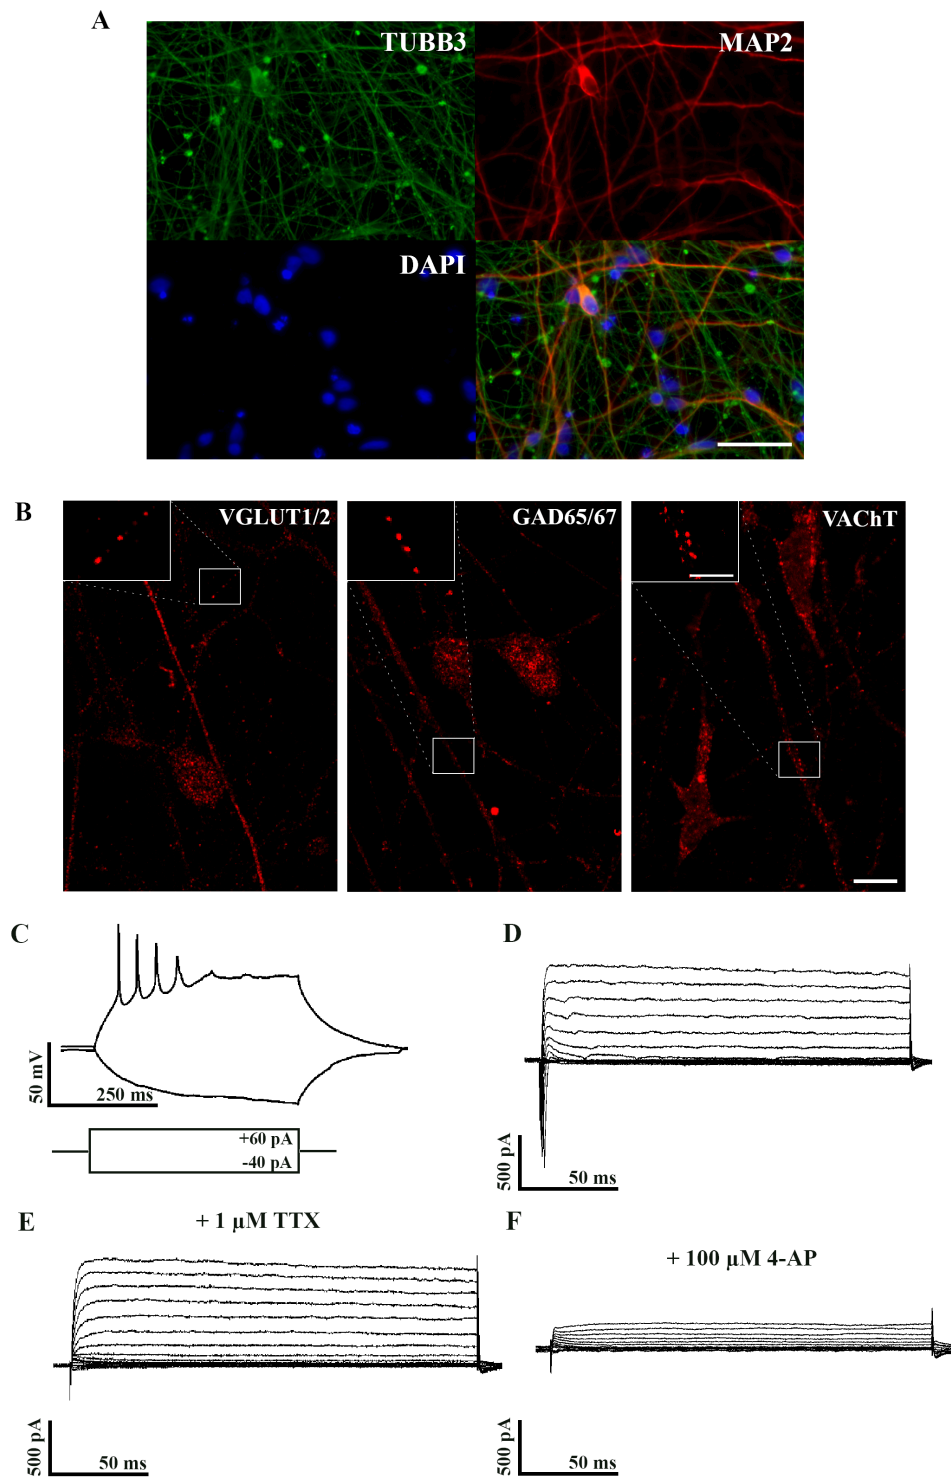 A
TUBB3
MAP2
DAPI
B
VGLUT1/2
GAD65/67
VAChT
C
50 mV
250 ms
+60 pA
-40 pA
D
500 pA
50 ms
E
+ 1 µM TTX
500 pA
50 ms
F
+ 100 µM 4-AP
500 pA
50 ms